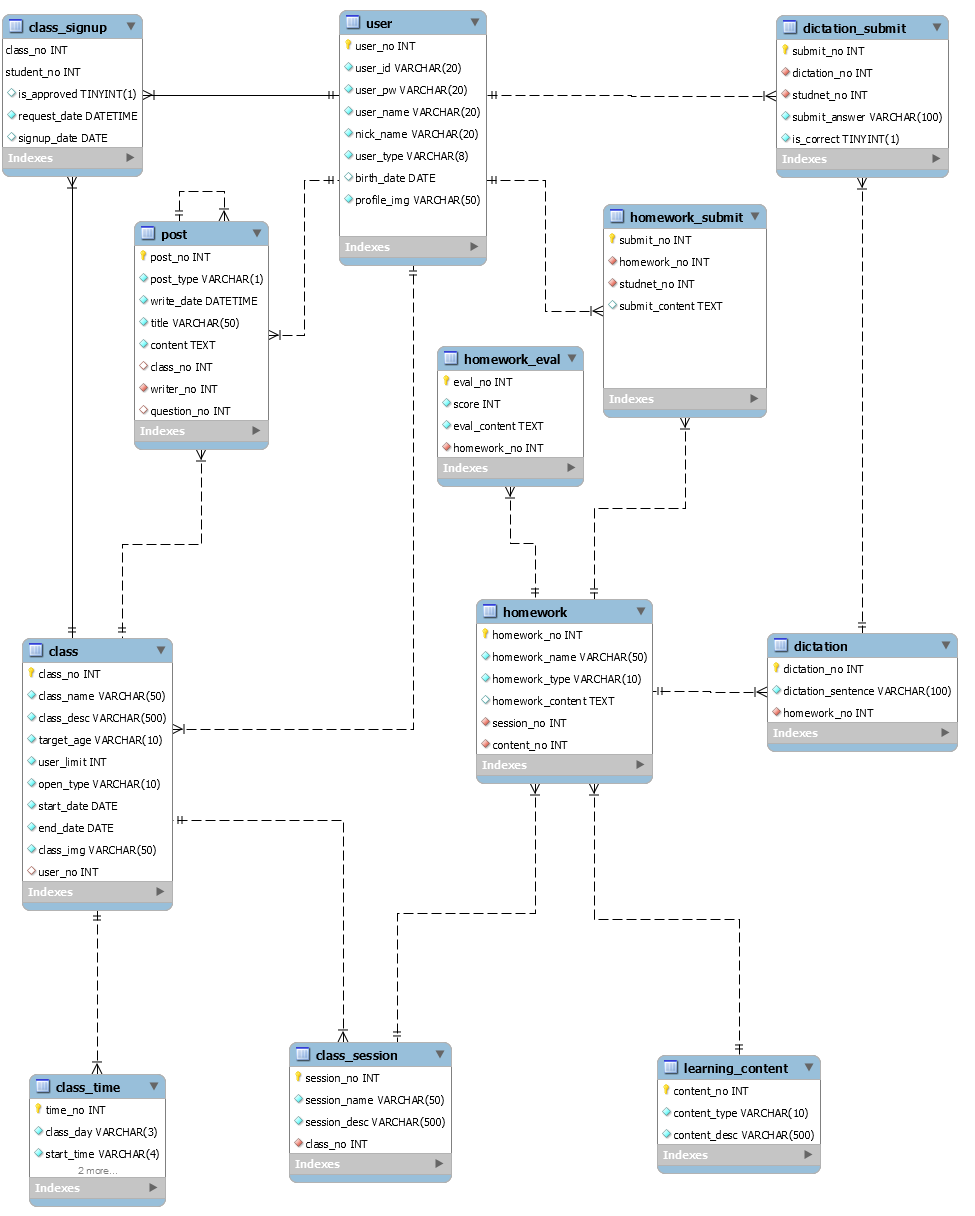 class_signup
class_no INT
student_no INT
is_approved TINYINT(1)
request_date DATETIME
signup_date DATE
Indexes
user
user_no INT
user_id VARCHAR(20)
user_pw VARCHAR(20)
user_name VARCHAR(20)
nick_name VARCHAR(20)
user_type VARCHAR(8)
birth_date DATE
profile_img VARCHAR(50)
Indexes
dictation_submit
submit_no INT
dictation_no INT
studnet_no INT
submit_answer VARCHAR(100)
is_correct TINYINT(1)
Indexes
post
post_no INT
post_type VARCHAR(1)
write_date DATETIME
title VARCHAR(50)
content TEXT
class_no INT
writer_no INT
question_no INT
Indexes
homework_submit
submit_no INT
homework_no INT
studnet_no INT
submit_content TEXT
Indexes
homework_eval
eval_no INT
score INT
eval_content TEXT
homework_no INT
Indexes
homework
homework_no INT
homework_name VARCHAR(50)
homework_type VARCHAR(10)
homework_content TEXT
session_no INT
content_no INT
Indexes
dictation
dictation_no INT
dictation_sentence VARCHAR(100)
homework_no INT
Indexes
class
class_no INT
class_name VARCHAR(50)
class_desc VARCHAR(500)
target_age VARCHAR(10)
user_limit INT
open_type VARCHAR(10)
start_date DATE
end_date DATE
class_img VARCHAR(50)
user_no INT
Indexes
class_time
time_no INT
class_day VARCHAR(3)
start_time VARCHAR(4)
2 more...
Indexes
class_session
session_no INT
session_name VARCHAR(50)
session_desc VARCHAR(500)
class_no INT
Indexes
learning_content
content_no INT
content_type VARCHAR(10)
content_desc VARCHAR(500)
Indexes